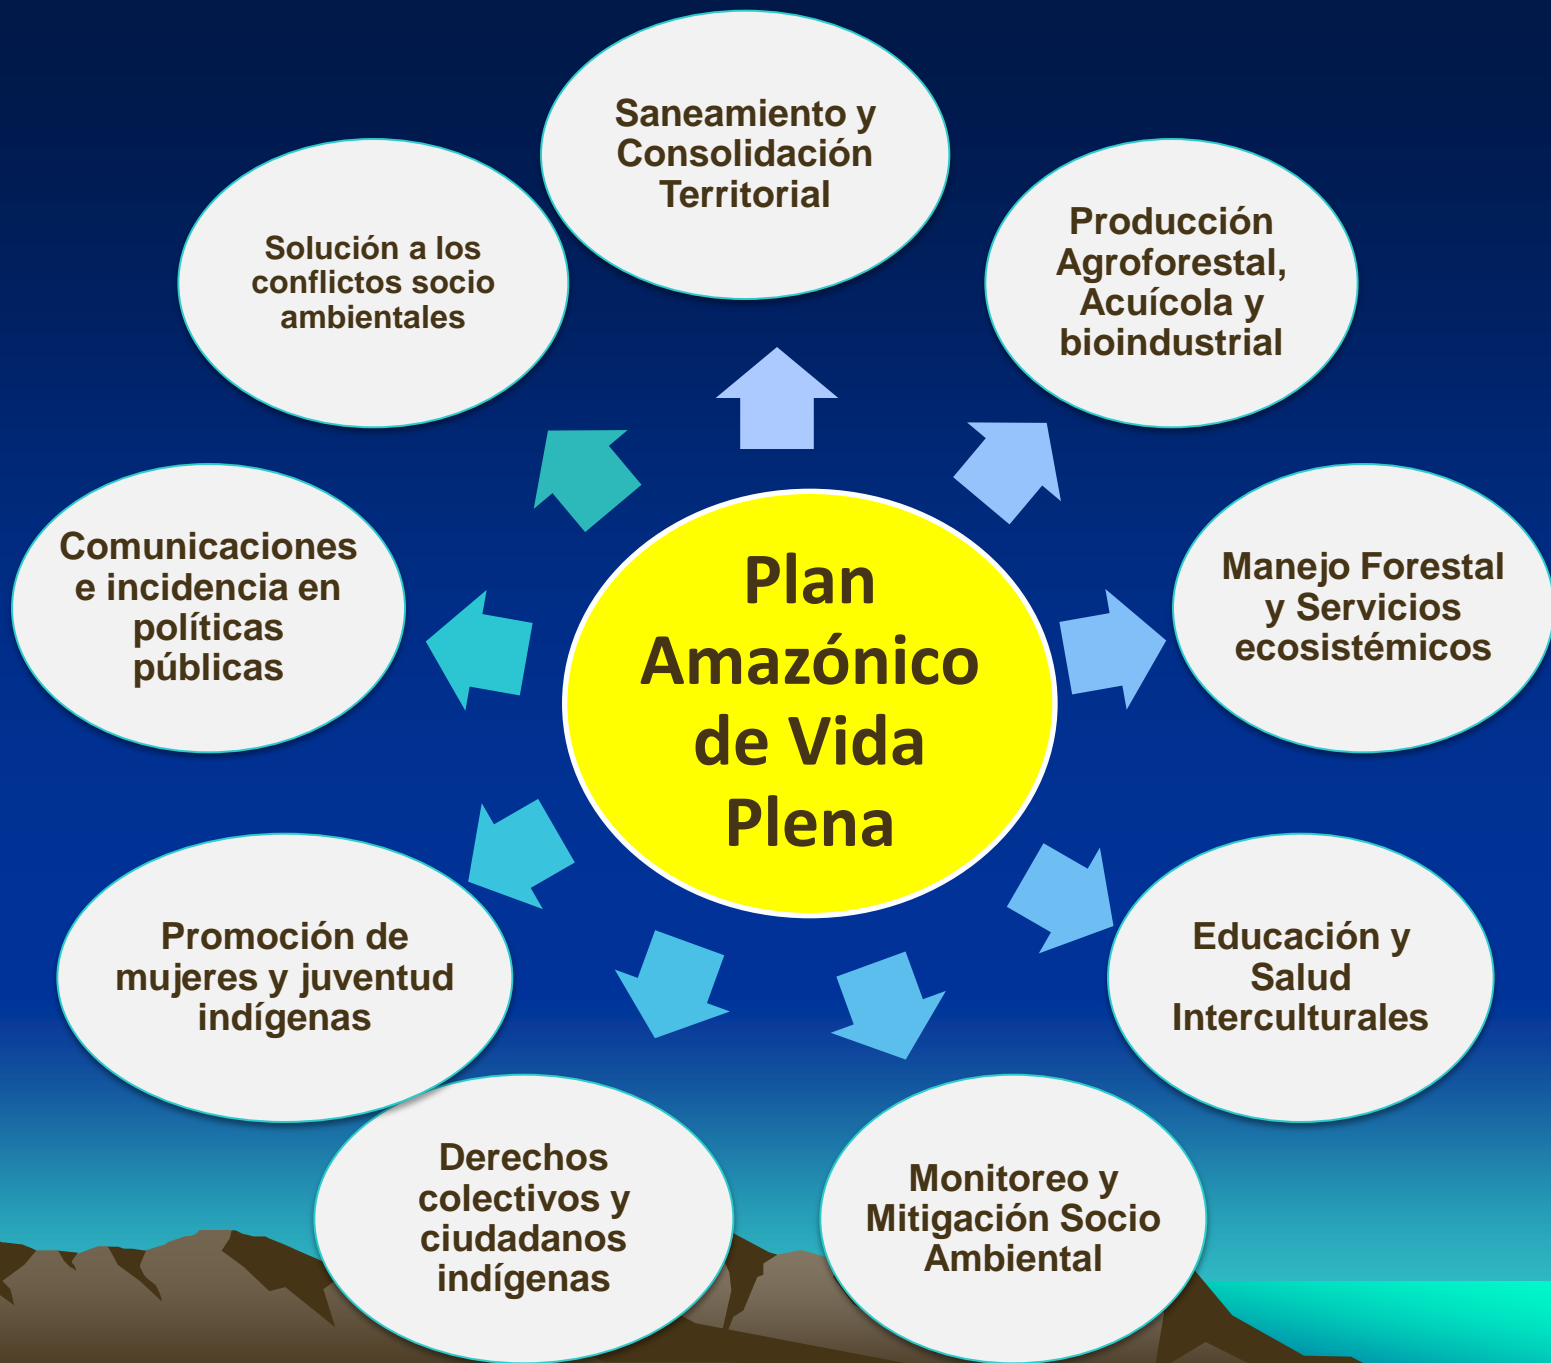 Saneamiento y
Consolidación
Territorial
Producción
Agroforestal,
Acuícola y
bioindustrial
Manejo Forestal
y Servicios
ecosistémicos
Educación y
Salud
Interculturales
Monitoreo y
Mitigación Socio
Ambiental
Derechos
colectivos y
ciudadanos
indígenas
Promoción de
mujeres y juventud
indígenas
Comunicaciones
e incidencia en
políticas
públicas
Solución a los
conflictos socio
ambientales
Plan
Amazónico
de Vida
Plena